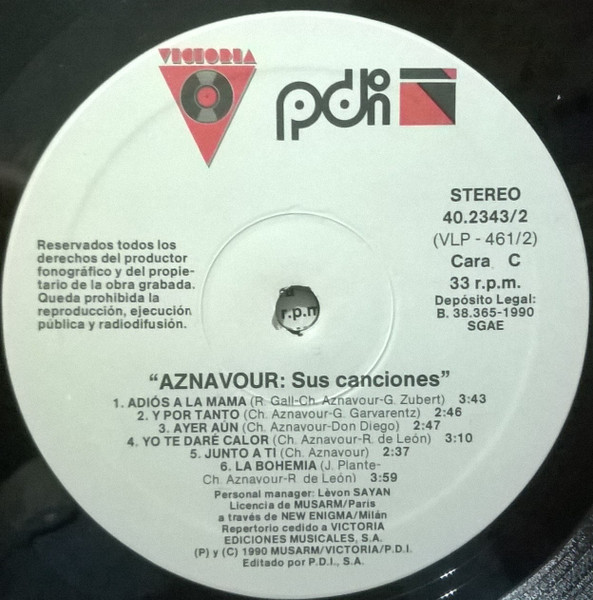 VICTORIA
pdi
STEREO
40.2343/2
(VLP - 461/2)
Cara C
33 r.p.m.
Depósito Legal:
B. 38.365-1990
SGAE
Reservados todos los
derechos del productor
fonográfico y del propie-
tario de la obra grabada.
Queda prohibida la
reproducción, ejecución
pública y radiodifusión.
r.p.n
"AZNAVOUR: Sus canciones"
1. ADIÓS A LA MAMA (R. Gall-Ch. Aznavour-G. Zubert) 3:43
2. Y POR TANTO (Ch. Aznavour-G. Garvarentz) 2:46
3. AYER AÚN (Ch. Aznavour-Don Diego) 2:47
4. YO TE DARÉ CALOR (Ch. Aznavour-R. de León) 3:10
5. JUNTO A TI (Ch. Aznavour) 2:37
6. LA BOHEMIA (J. Plante-
Ch. Aznavour-R. de León) 3:59
Personal manager: Lèvon SAYAN
Licencia de MUSARM/París
a través de NEW ENIGMA/Milán
Repertorio cedido a VICTORIA
EDICIONES MUSICALES, S.A.
(P) y (C) 1990 MUSARM/VICTORIA/P.D.I.
Editado por P.D.I., S.A.